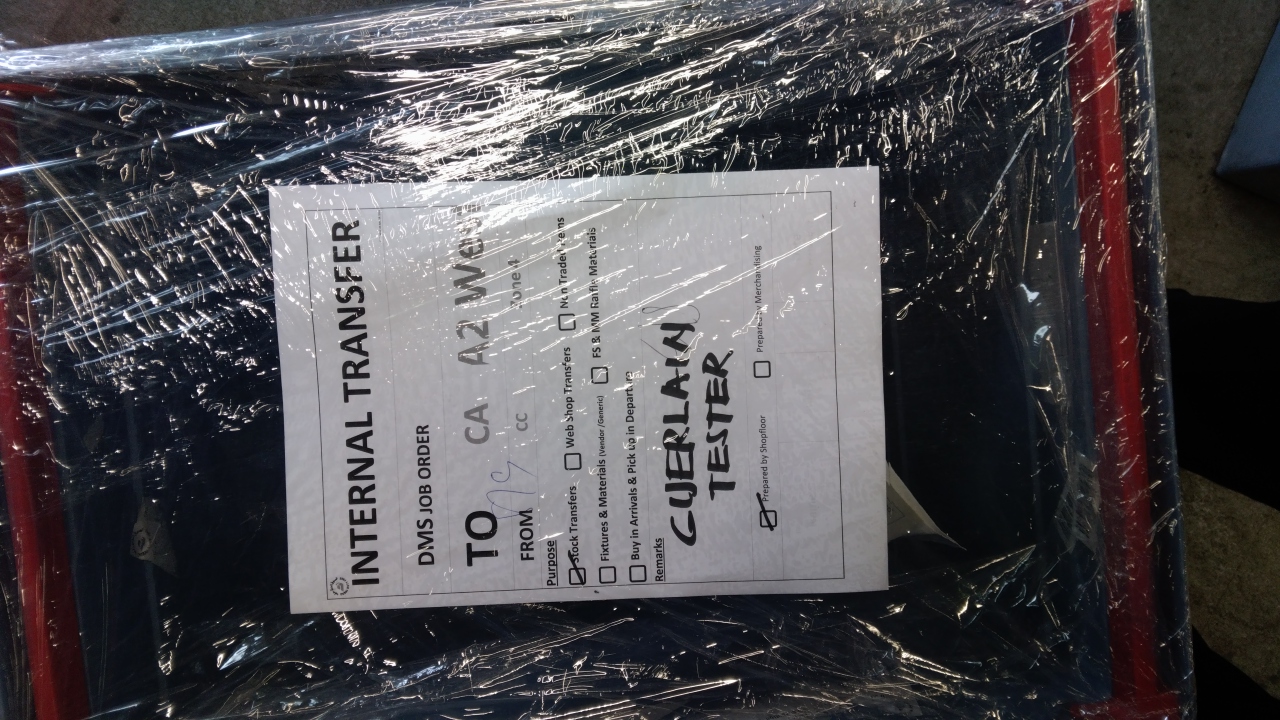 INTERNAL TRANSFER
DMS JOB ORDER
TO CA A2 West
FROM cc zone 4
Purpose
Stock Transfers Web Shop Transfers Non Trade Items
Fixtures & Materials (Vendor /Generic) FS & MM Raffle Materials
Buy in Arrivals & Pick up in Departure
Remarks
GUERLAIN
TESTER
Prepared by Shopfloor Prepared by Merchandising